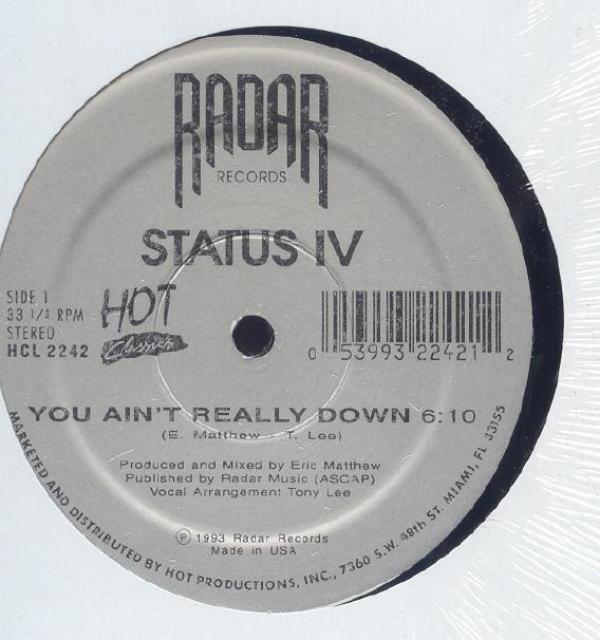 RADAR
RECORDS
STATUS IV
SIDE 1
33 1/3 RPM
STEREO
HCL 2242
HOT
Classics
0 53993 22421 2
YOU AIN'T REALLY DOWN 6:10
(E. Matthew T. Lee)
Produced and Mixed by Eric Matthew
Published by Radar Music (ASCAP)
Vocal Arrangement Tony Lee
℗ 1993 Radar Records
Made in USA
MARKETED AND DISTRIBUTED BY HOT PRODUCTIONS, INC., 7360 S.W. 48th ST. MIAMI, FL 33155